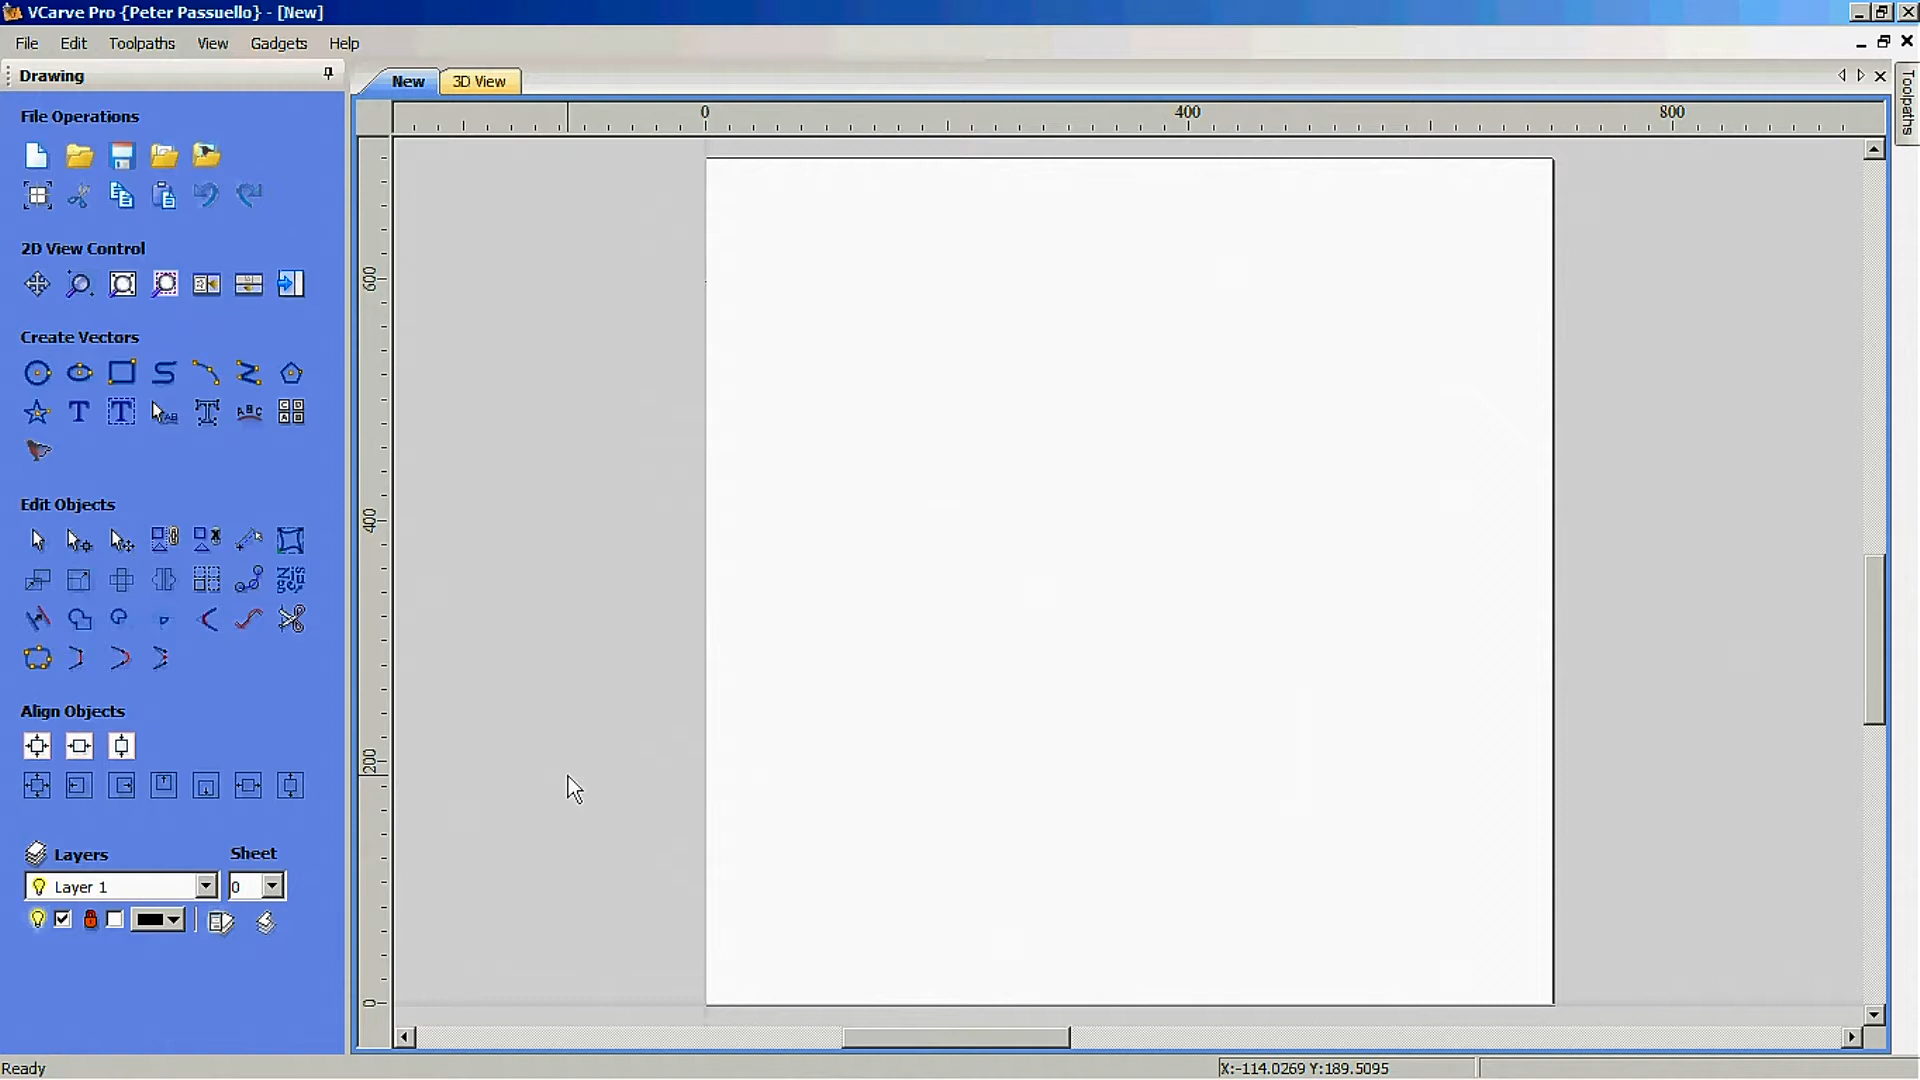 VCarve Pro {Peter Passuello} - [New]
File Edit Toolpaths View Gadgets Help
Drawing
New 3D View
Toolpaths
0 400 800
600
400
200
0
File Operations
2D View Control
Create Vectors
Edit Objects
Align Objects
Layers Sheet
Layer 1 0
Ready X:-114.0269 Y:189.5095